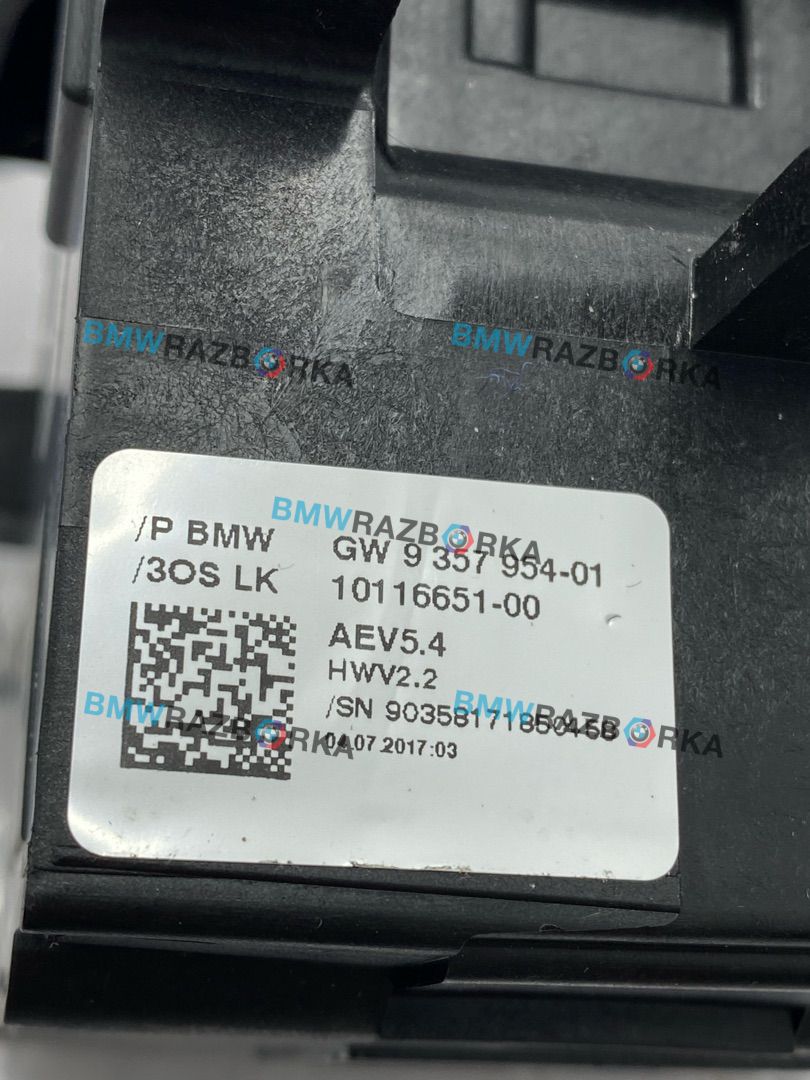 BMWRAZBORKA BMWRAZBORKA
BMWRAZBORKA
/P BMW GW 9 357 954-01
/3OS LK 10116651-00
AEV5.4
HWV2.2
/SN
04.07.2017:03
BMWRAZBORKA BMWRAZBORKA